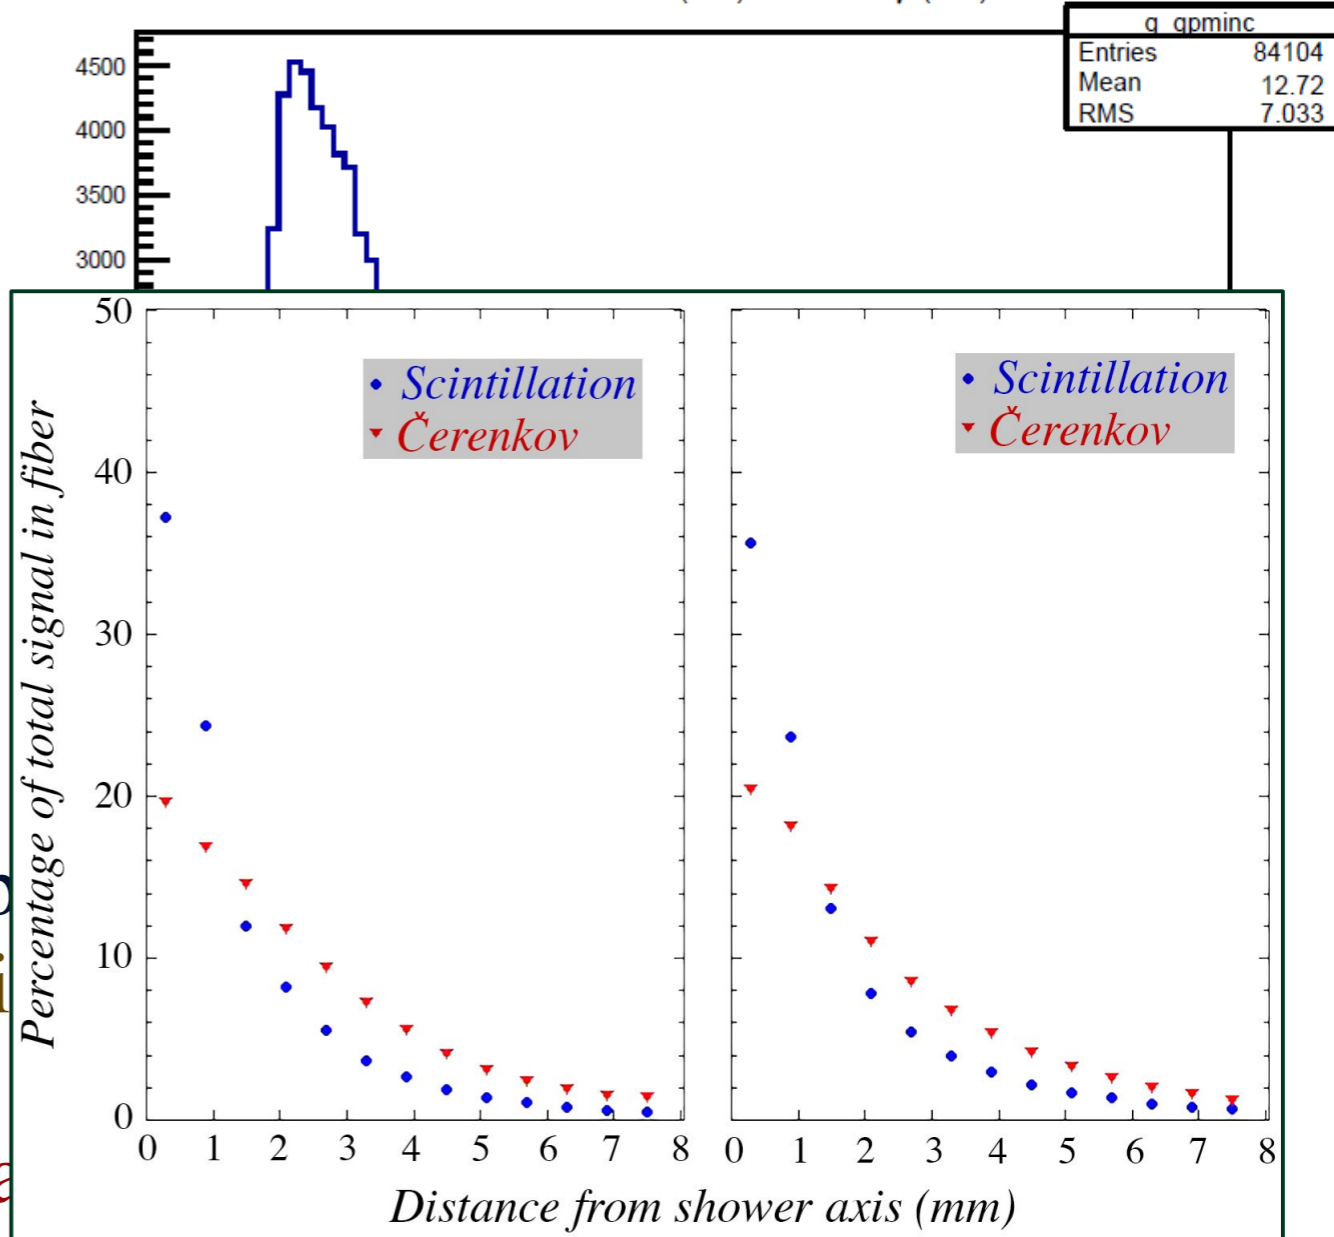 q_qpminc
Entries 84104
Mean 12.72
RMS 7.033
4500
4000
3500
3000
50
40
30
20
10
0
Percentage of total signal in fiber
Scintillation
Čerenkov
Scintillation
Čerenkov
0 1 2 3 4 5 6 7 8
0 1 2 3 4 5 6 7 8
Distance from shower axis (mm)